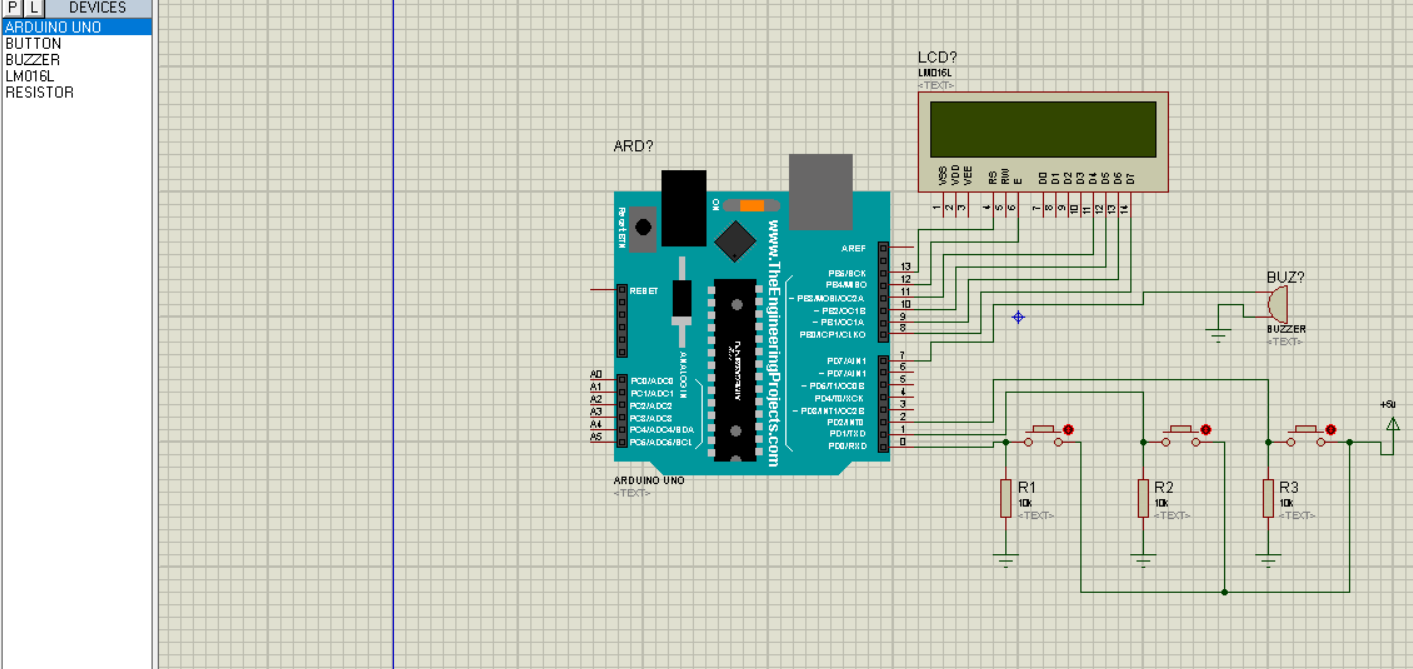 P L DEVICES
ARDUINO UNO
BUTTON
BUZZER
LM016L
RESISTOR
LCD?
LM016L
<TEXT>
VSS
VDD
VEE
RS
RW
E
D0
D1
D2
D3
D4
D5
D6
D7
1
2
3
4
5
6
7
8
9
10
11
12
13
14
ARD?
Reset BTN
ON
www.TheEngineeringProjects.com
RESET
ANALOG IN
AREF
PB5/SCK
PB4/MISO
~ PB3/MOSI/OC2A
~ PB2/OC1B
~ PB1/OC1A
PB0/ICP1/CLKO
13
12
11
10
9
8
PD7/AIN1
~ PD7/AIN1
~ PD5/T1/OC0B
PD4/T0/XCK
~ PD3/INT1/OC2B
PD2/INT0
PD1/TXD
PD0/RXD
7
6
5
4
3
2
1
0
A0
A1
A2
A3
A4
A5
PC0/ADC0
PC1/ADC1
PC2/ADC2
PC3/ADC3
PC4/ADC4/SDA
PC5/ADC5/SCL
ARDUINO UNO
<TEXT>
BUZ?
BUZZER
<TEXT>
+5v
R1
10k
<TEXT>
R2
10k
<TEXT>
R3
10k
<TEXT>